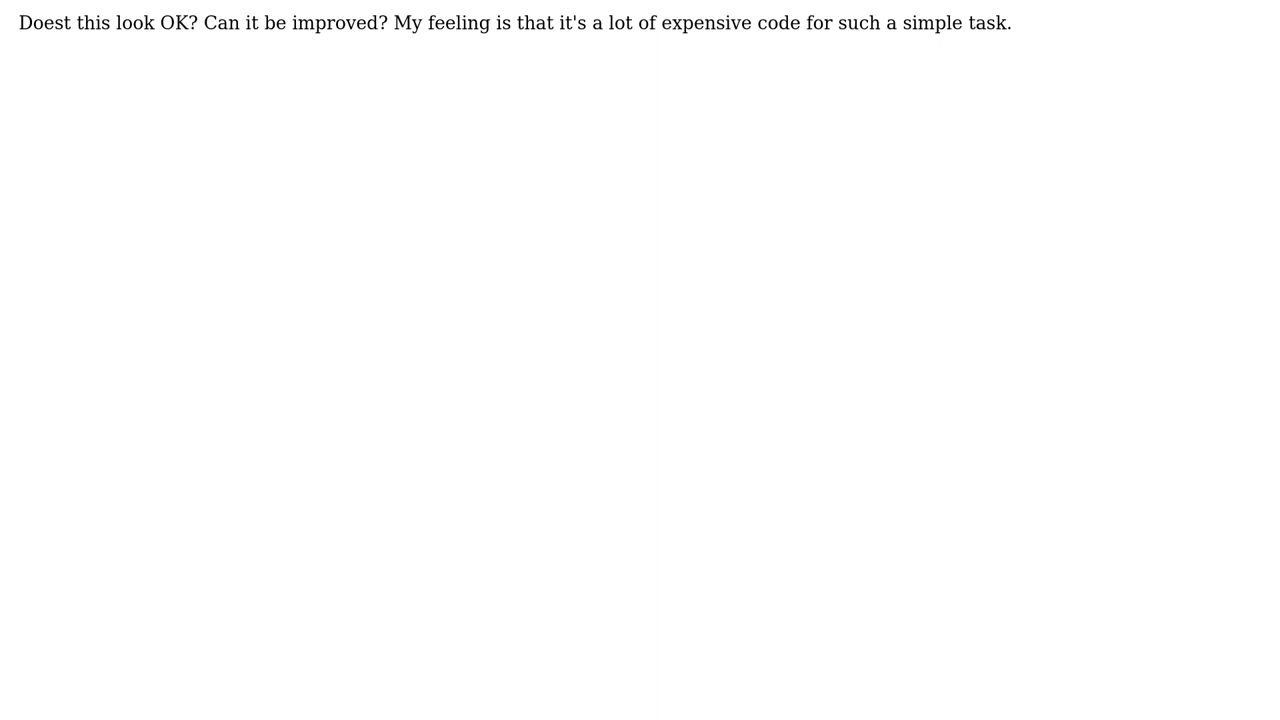 Doest this look OK? Can it be improved? My feeling is that it's a lot of expensive code for such a simple task.